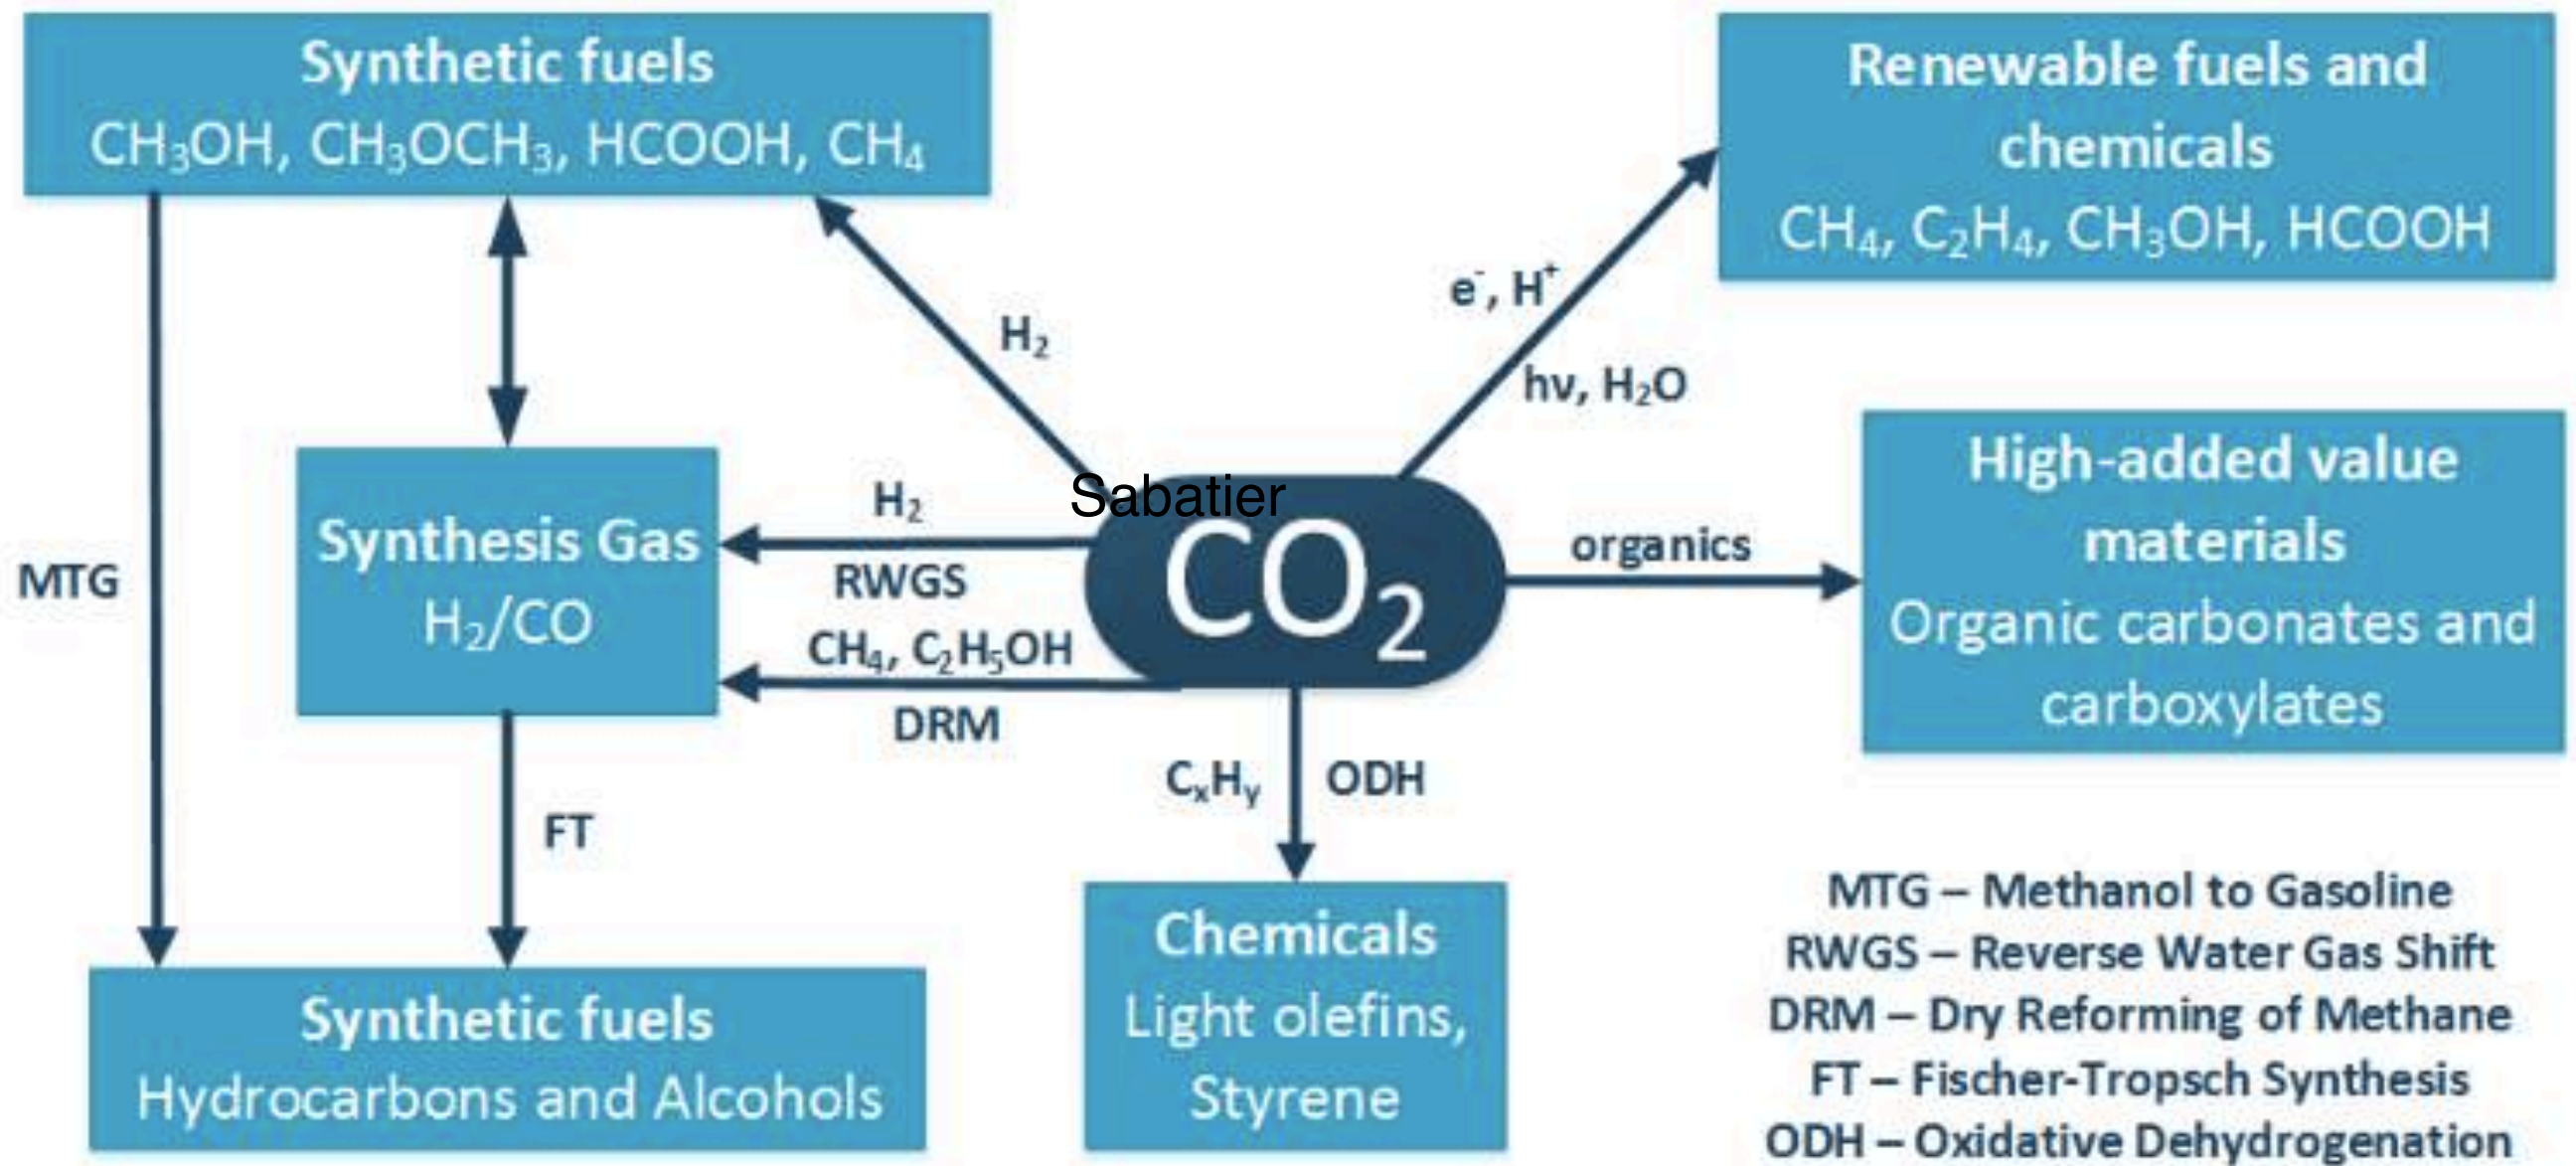 Synthetic fuels
CH₃OH, CH₃OCH₃, HCOOH, CH₄
Renewable fuels and
chemicals
CH₄, C₂H₄, CH₃OH, HCOOH
e⁻, H⁺
hν, H₂O
H₂
Sabatier
CO₂
H₂
RWGS
CH₄, C₂H₅OH
DRM
Synthesis Gas
H₂/CO
MTG
organics
High-added value
materials
Organic carbonates and
carboxylates
CₓHᵧ
ODH
FT
Synthetic fuels
Hydrocarbons and Alcohols
Chemicals
Light olefins,
Styrene
MTG – Methanol to Gasoline
RWGS – Reverse Water Gas Shift
DRM – Dry Reforming of Methane
FT – Fischer-Tropsch Synthesis
ODH – Oxidative Dehydrogenation